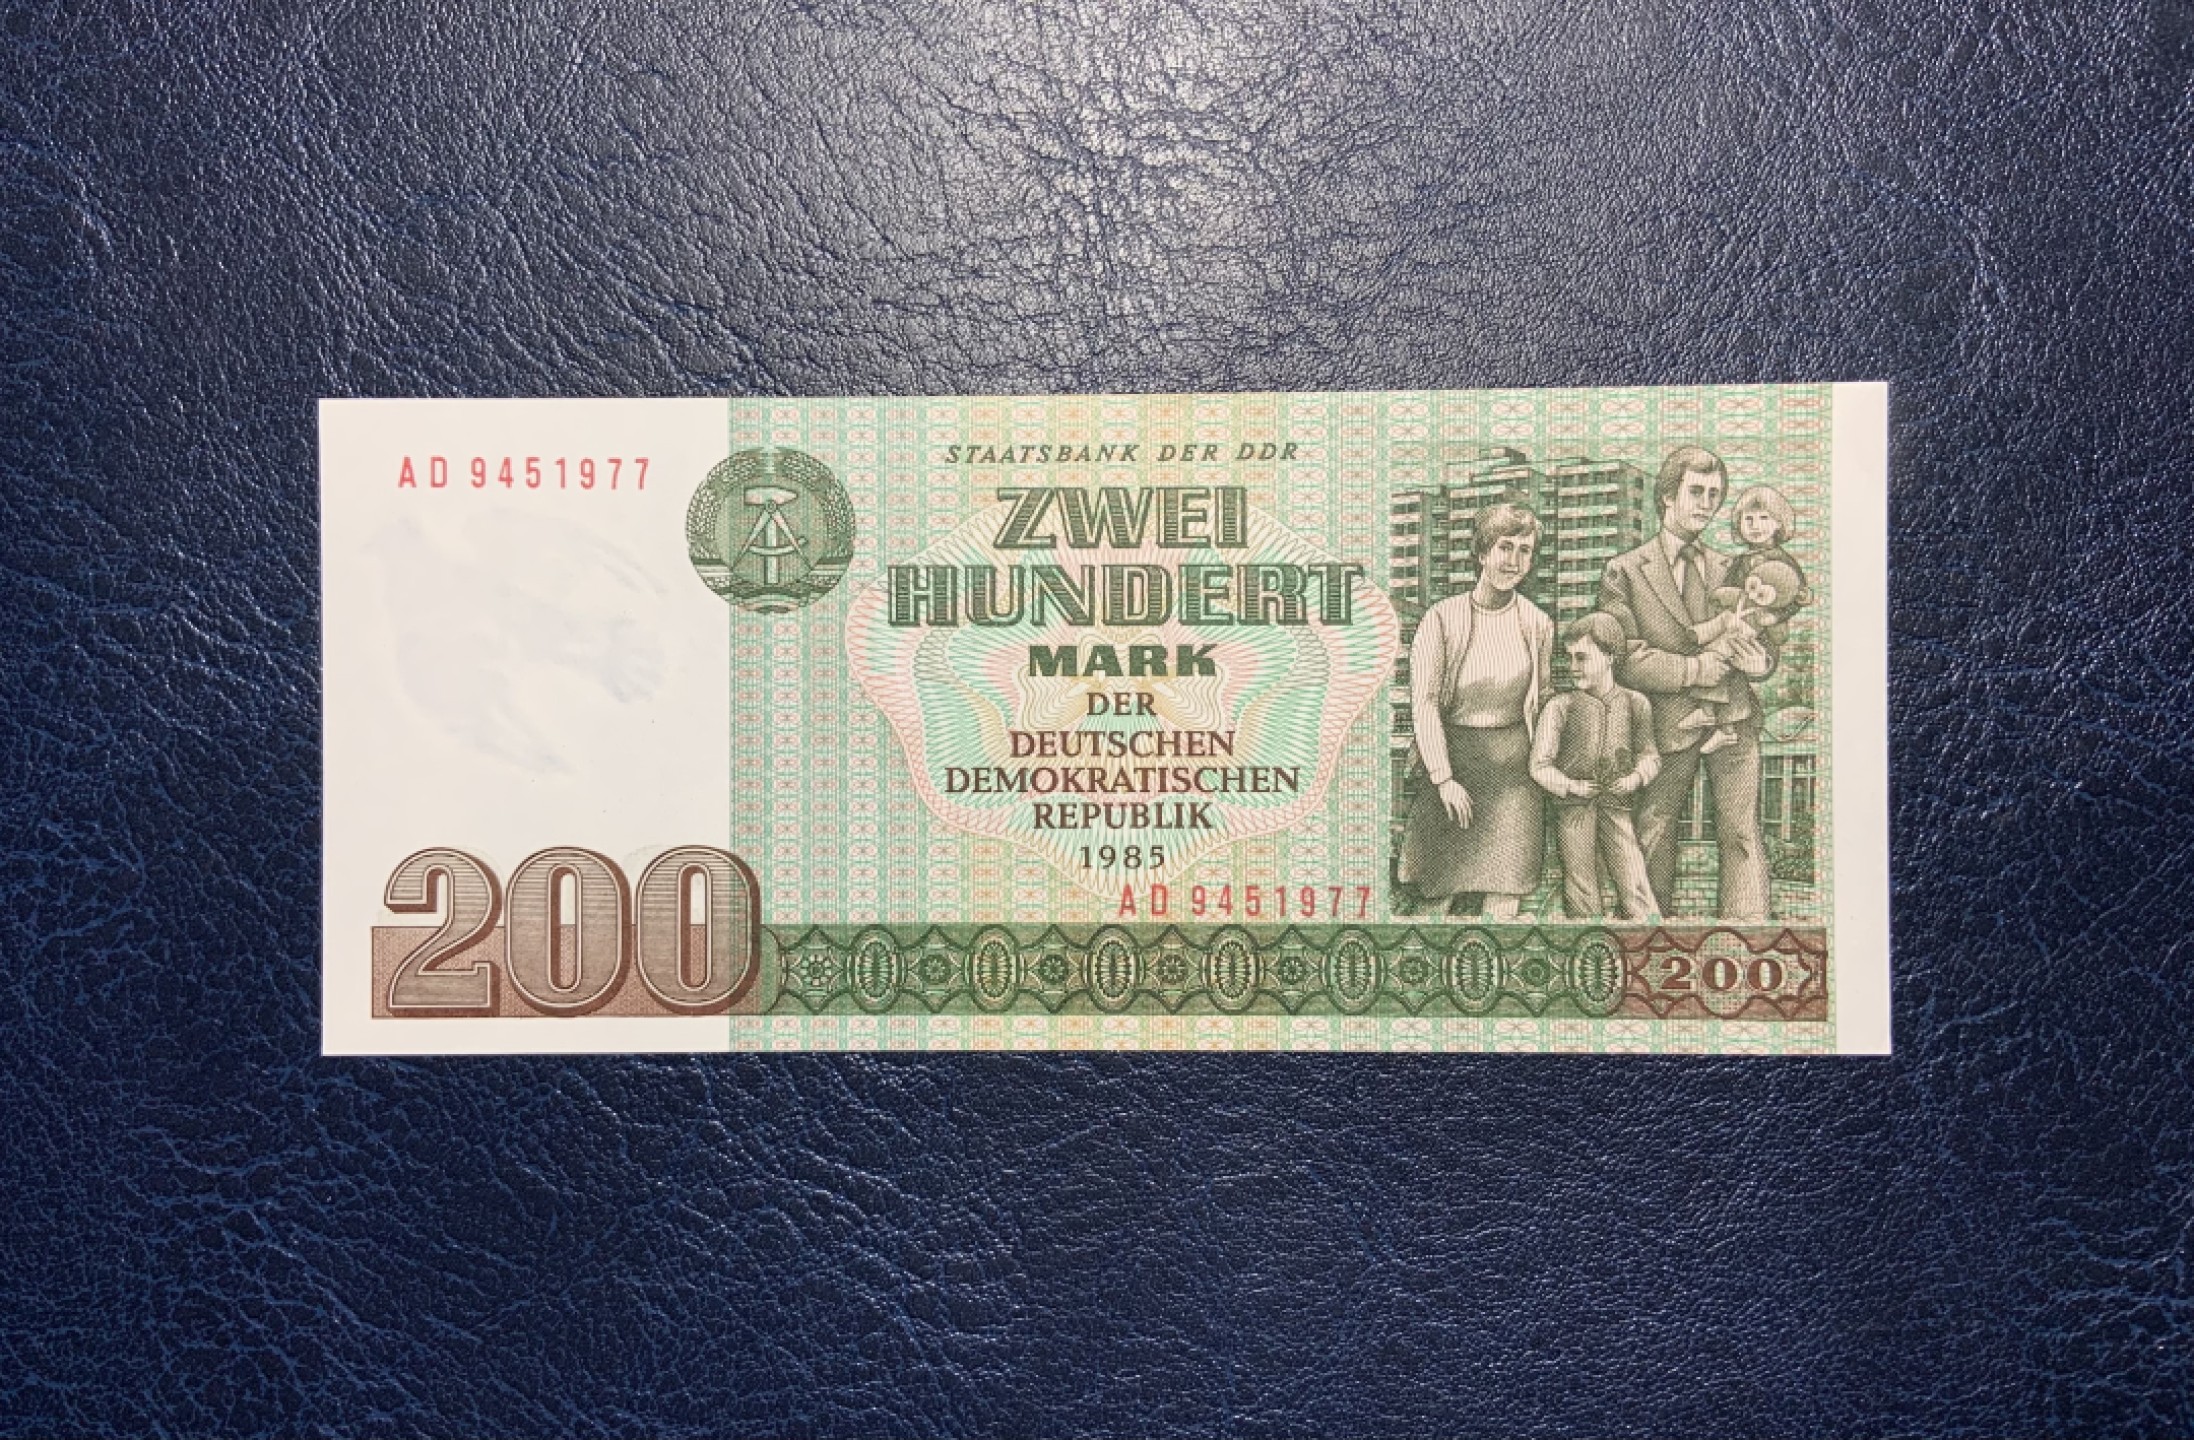 AD 9451977
STAATSBANK DER DDR
ZWEI
HUNDERT
MARK
DER
DEUTSCHEN
DEMOKRATISCHEN
REPUBLIK
1985
AD 9451977
200
200